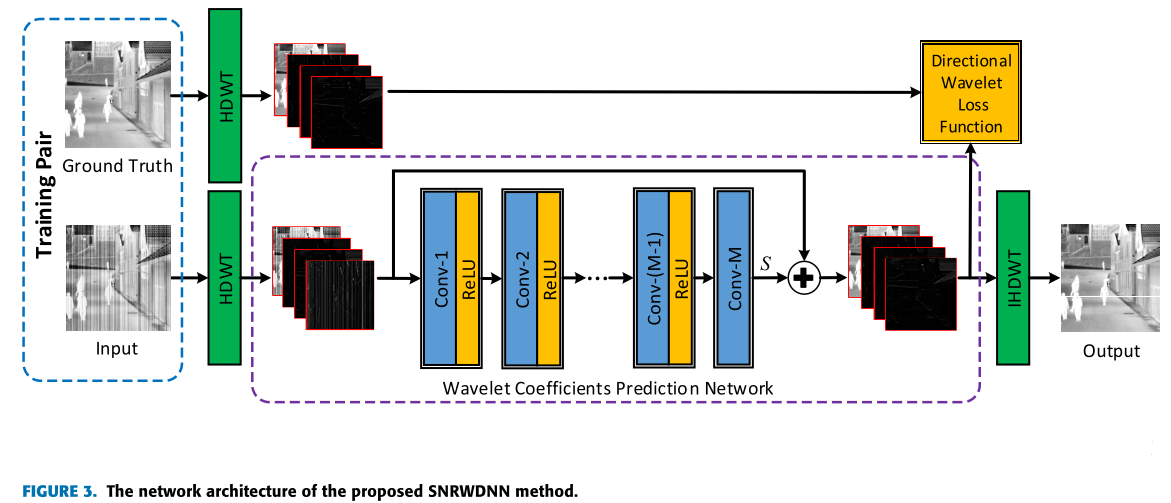 Training Pair
Ground Truth
Input
HDWT
HDWT
Directional
Wavelet
Loss
Function
Conv-1
ReLU
Conv-2
ReLU
Conv-(M-1)
ReLU
Conv-M
S
IHDWT
Output
Wavelet Coefficients Prediction Network
FIGURE 3. The network architecture of the proposed SNRWDNN method.